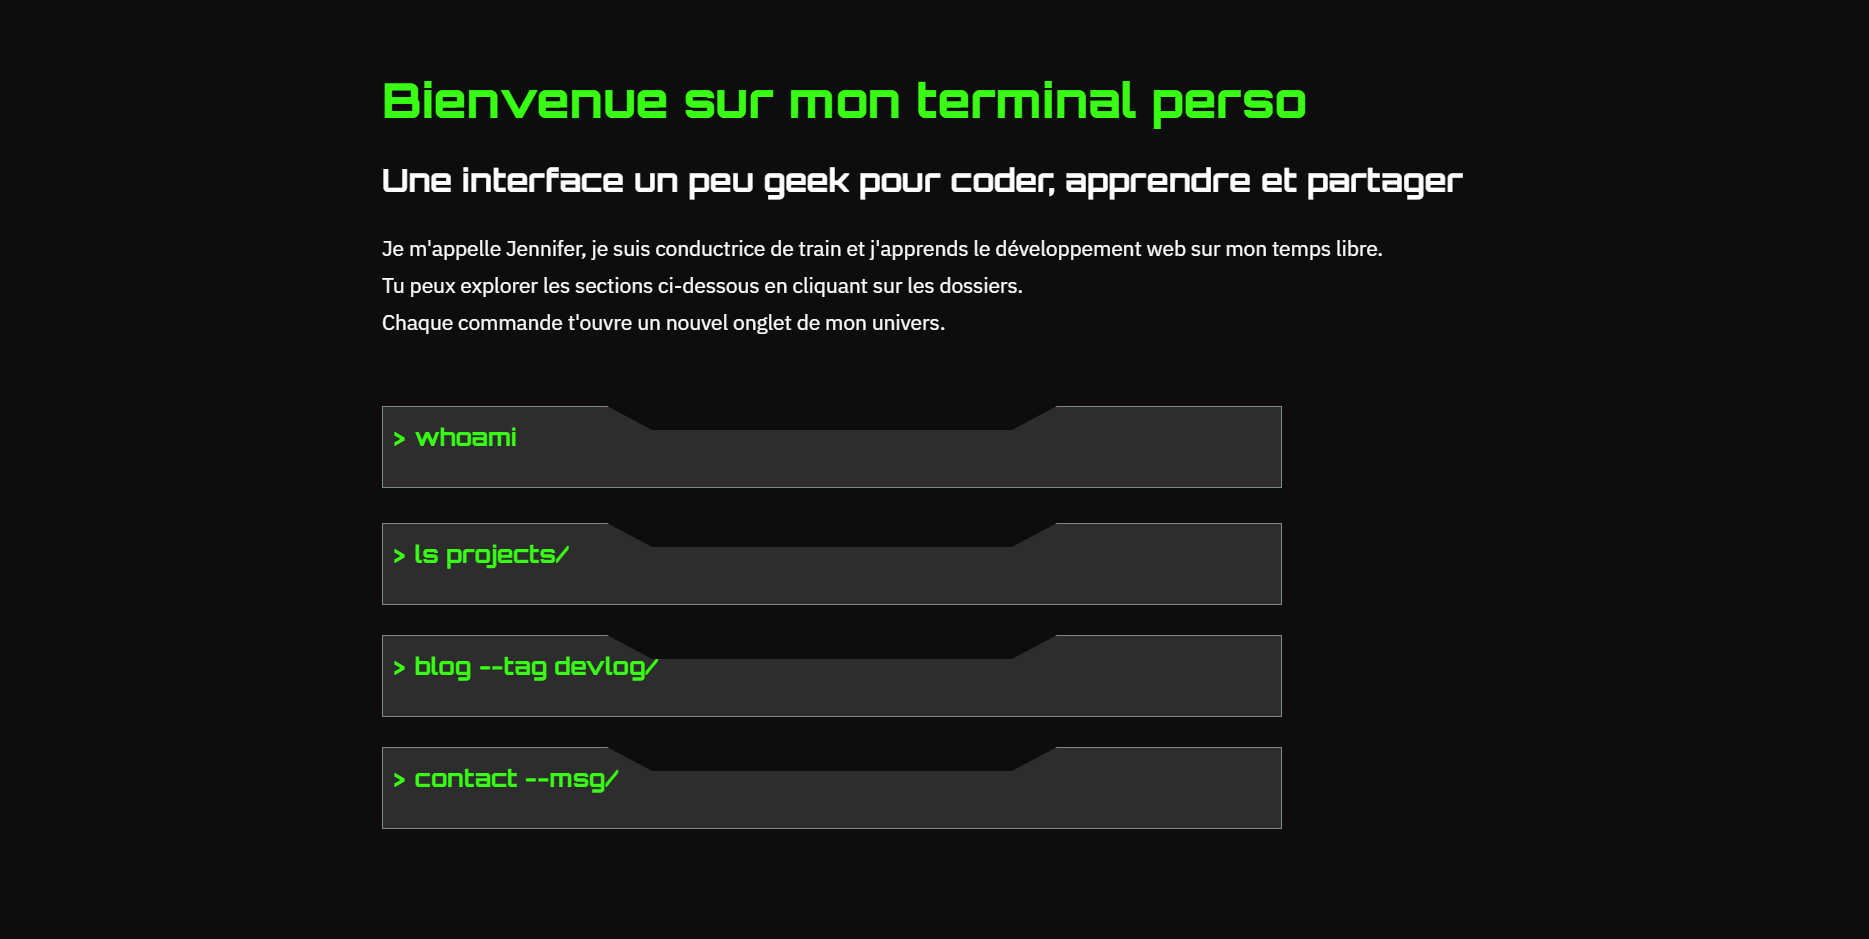 Bienvenue sur mon terminal perso
Une interface un peu geek pour coder, apprendre et partager
Je m'appelle Jennifer, je suis conductrice de train et j'apprends le développement web sur mon temps libre.
Tu peux explorer les sections ci-dessous en cliquant sur les dossiers.
Chaque commande t'ouvre un nouvel onglet de mon univers.
> whoami
> ls projects/
> blog --tag devlog/
> contact --msg/